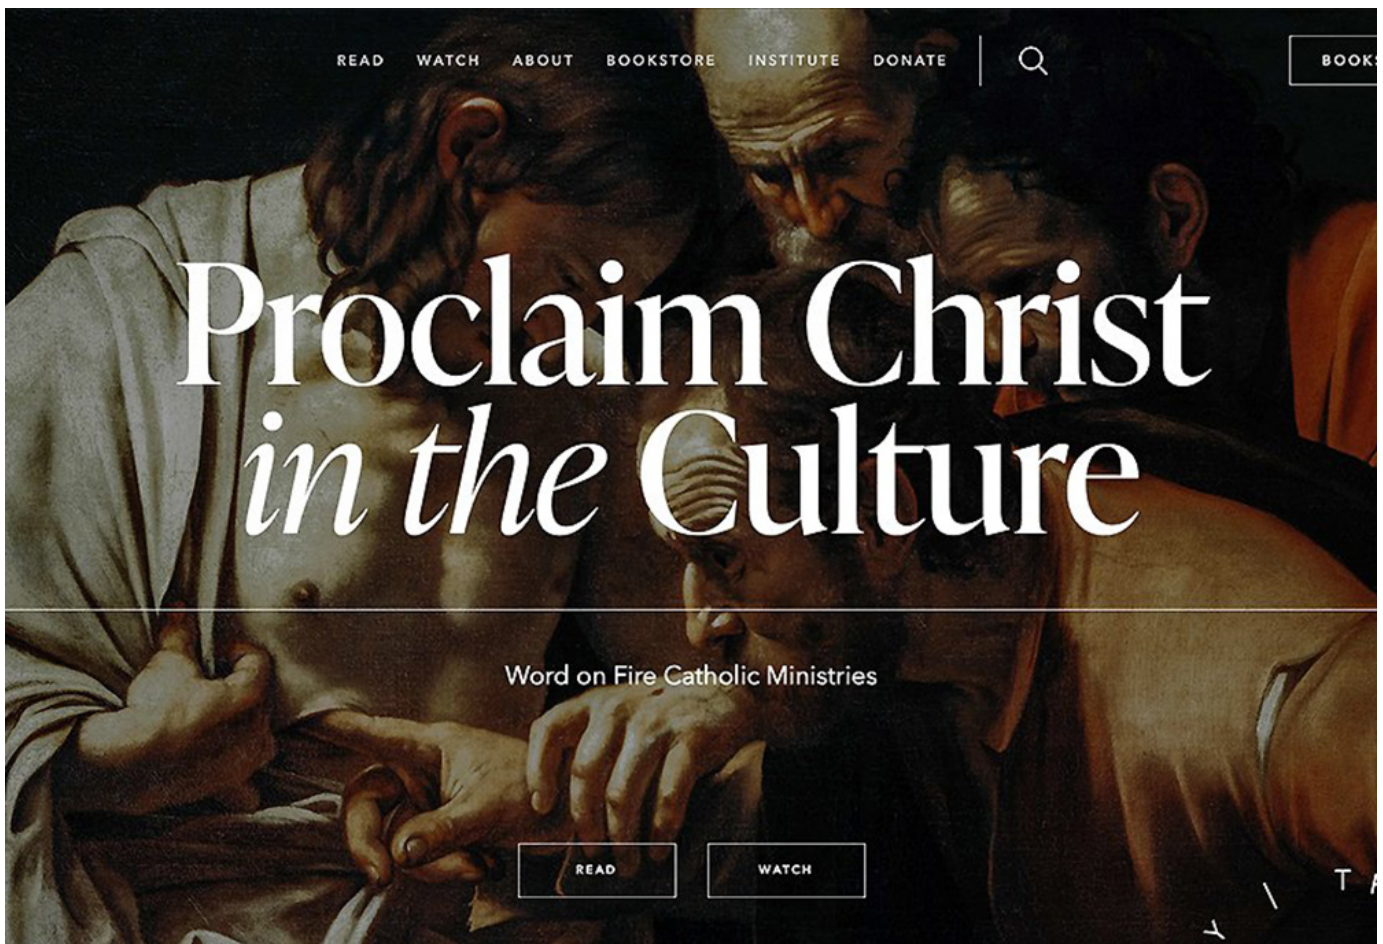 READ WATCH ABOUT BOOKSTORE INSTITUTE DONATE
Proclaim Christ
in the Culture
Word on Fire Catholic Ministries
READ WATCH